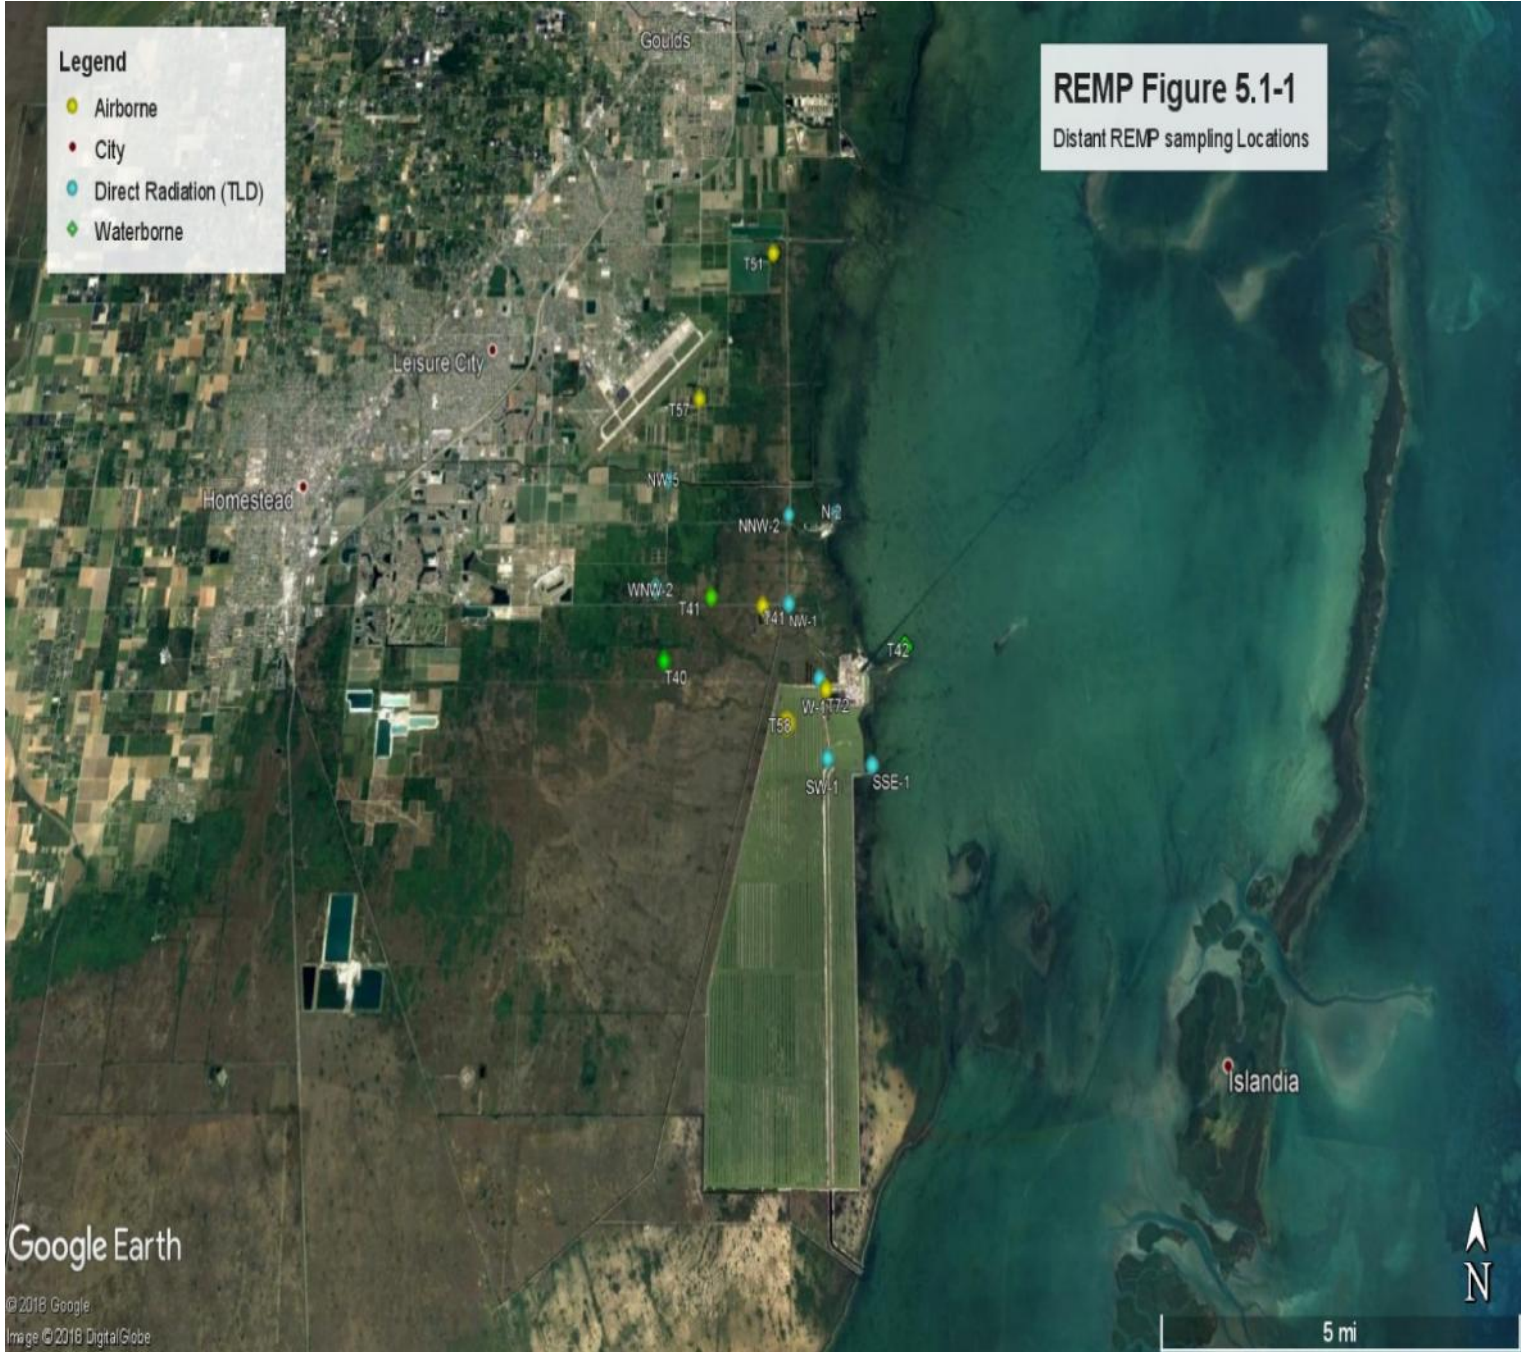 Goulds
Legend
Airborne
City
Direct Radiation (TLD)
Waterborne
REMP Figure 5.1-1
Distant REMP sampling Locations
T51
Leisure City
T57
NW-5
Homestead
NNW-2
N-2
WNW-2
T41
T41
NW-1
T42
T40
W-1
T72
T58
SW-1
SSE-1
Islandia
Google Earth
N
© 2018 Google
Image © 2018 DigitalGlobe
5 mi